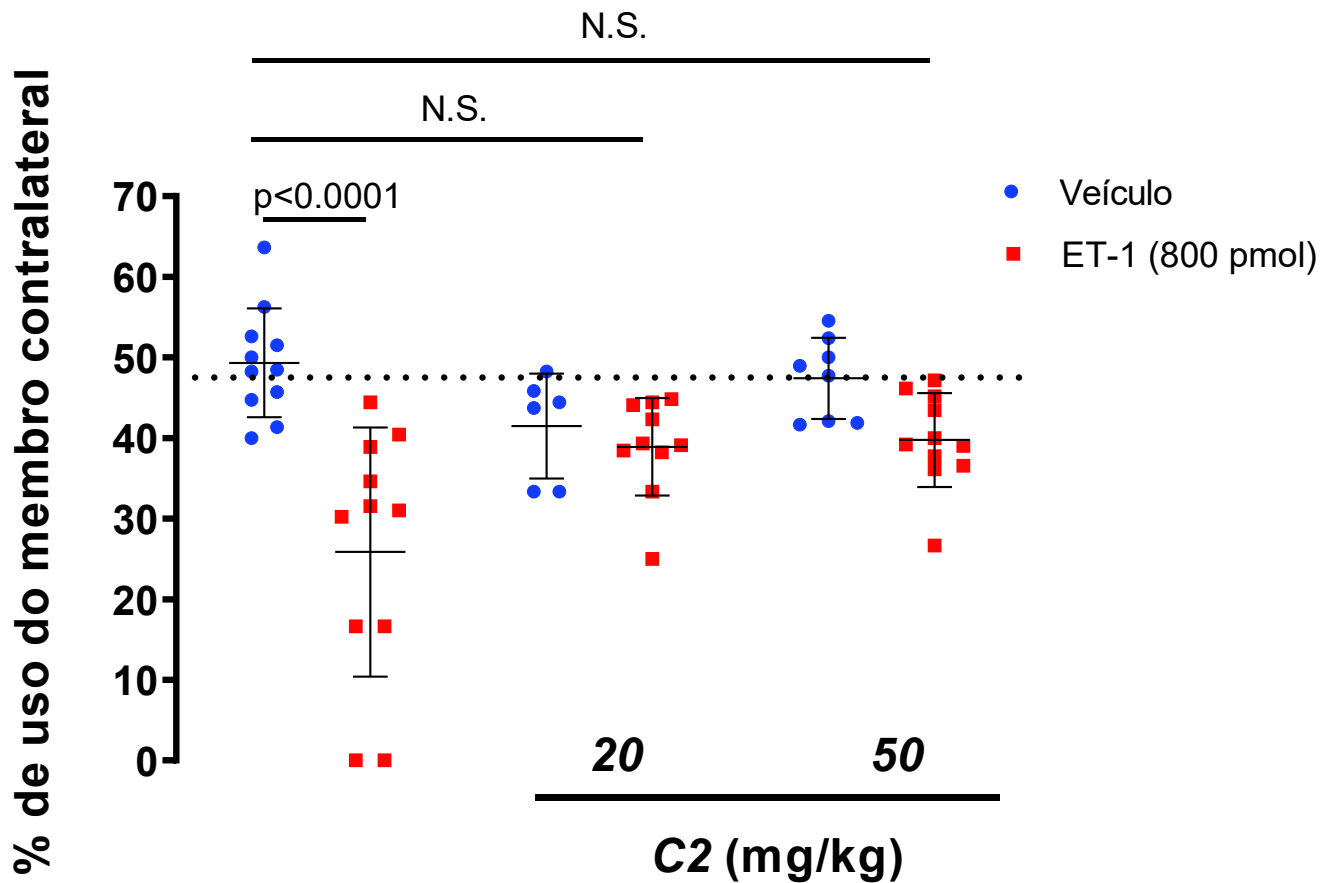 N.S.
N.S.
p<0.0001
% de uso do membro contralateral
70
60
50
40
30
20
10
0
Veículo
ET-1 (800 pmol)
20 50
C2 (mg/kg)